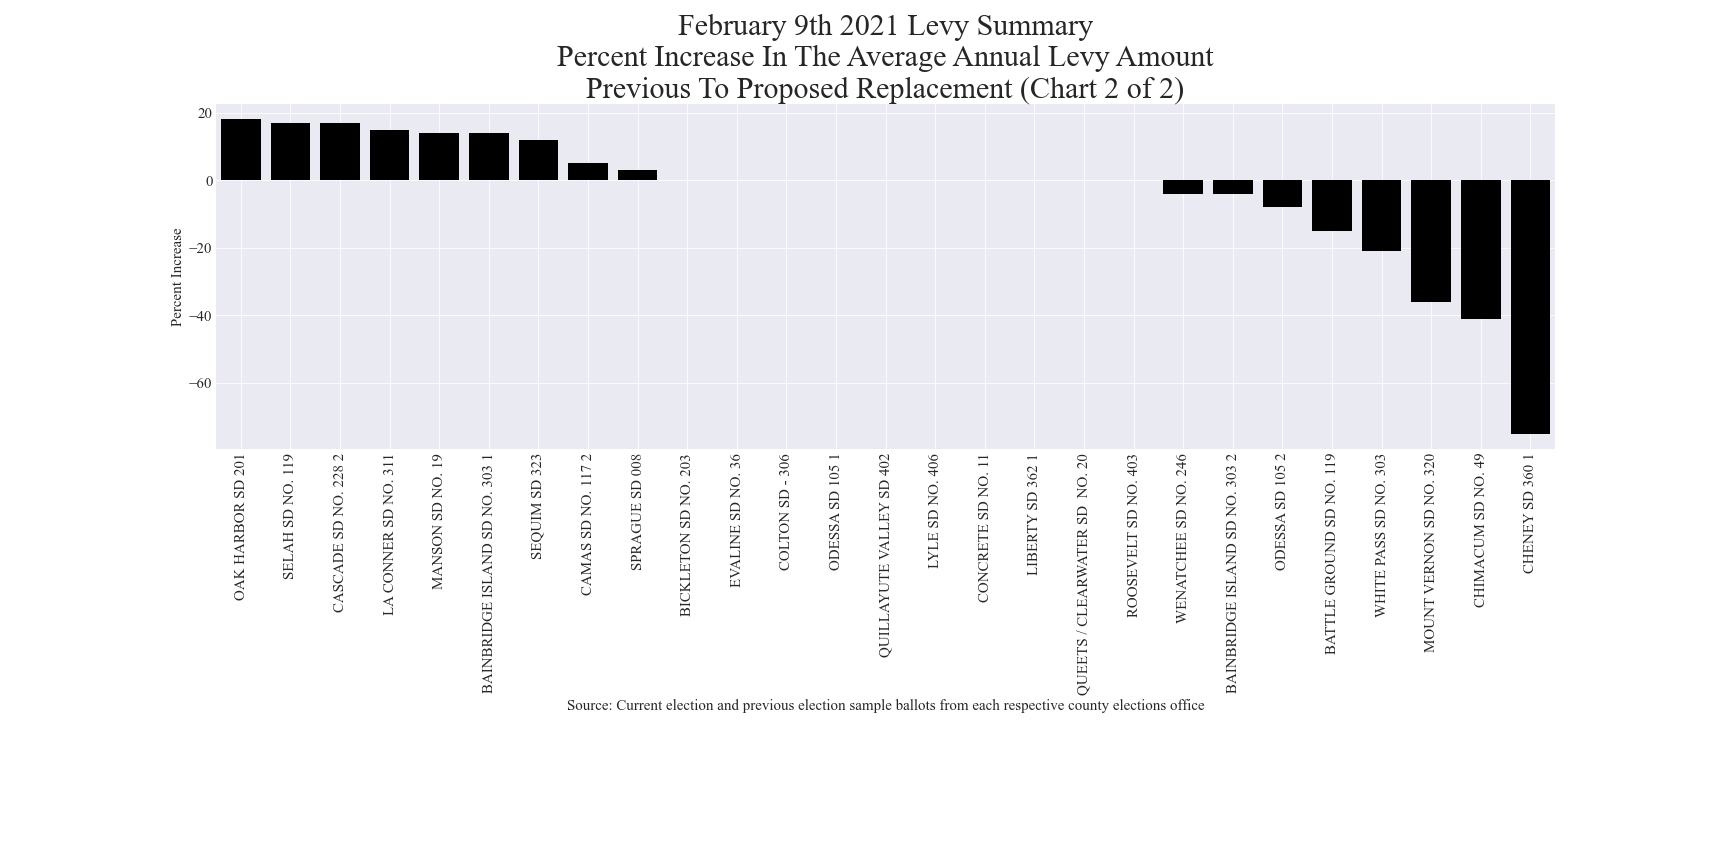 February 9th 2021 Levy Summary
Percent Increase In The Average Annual Levy Amount
Previous To Proposed Replacement (Chart 2 of 2)
20
0
−20
−40
−60
Percent Increase
OAK HARBOR SD 201
SELAH SD NO. 119
CASCADE SD NO. 228 2
LA CONNER SD NO. 311
MANSON SD NO. 19
BAINBRIDGE ISLAND SD NO. 303 1
SEQUIM SD 323
CAMAS SD NO. 117 2
SPRAGUE SD 008
BICKLETON SD NO. 203
EVALINE SD NO. 36
COLTON SD - 306
ODESSA SD 105 1
QUILLAYUTE VALLEY SD 402
LYLE SD NO. 406
CONCRETE SD NO. 11
LIBERTY SD 362 1
QUEETS / CLEARWATER SD  NO. 20
ROOSEVELT SD NO. 403
WENATCHEE SD NO. 246
BAINBRIDGE ISLAND SD NO. 303 2
ODESSA SD 105 2
BATTLE GROUND SD NO. 119
WHITE PASS SD NO. 303
MOUNT VERNON SD NO. 320
CHIMACUM SD NO. 49
CHENEY SD 360 1
Source: Current election and previous election sample ballots from each respective county elections office